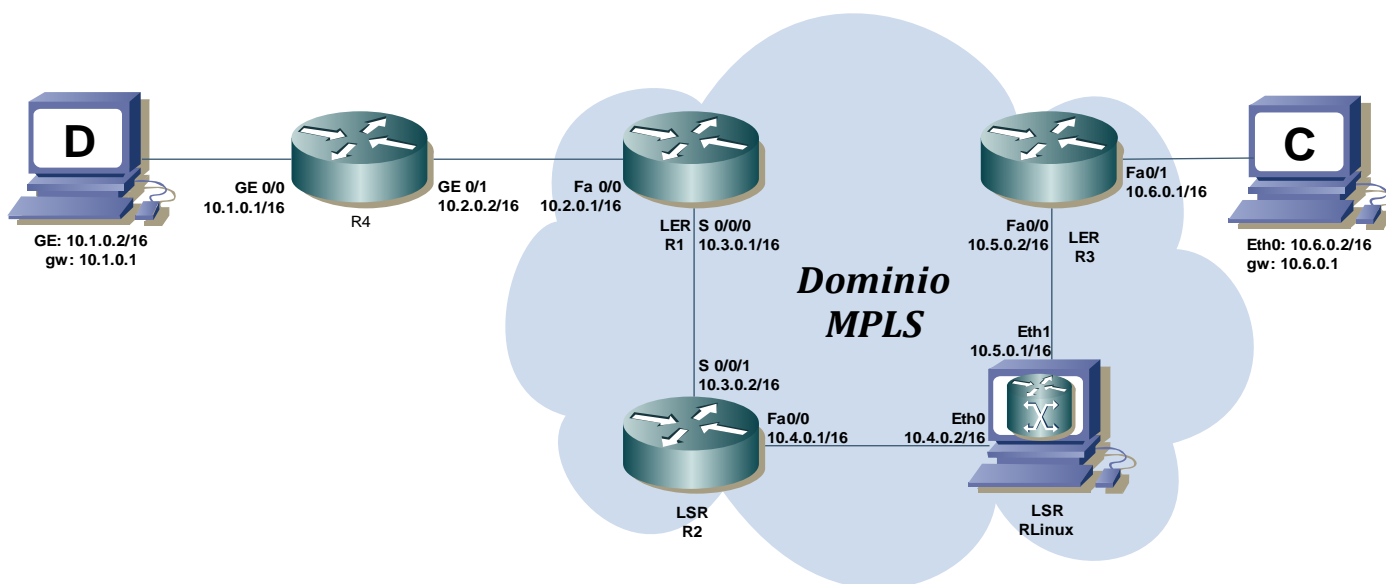 D
GE: 10.1.0.2/16
gw: 10.1.0.1
GE 0/0
10.1.0.1/16
R4
GE 0/1
10.2.0.2/16
Fa 0/0
10.2.0.1/16
LER
R1
S 0/0/0
10.3.0.1/16
Dominio
MPLS
Fa0/0
10.5.0.2/16
LER
R3
Fa0/1
10.6.0.1/16
C
Eth0: 10.6.0.2/16
gw: 10.6.0.1
S 0/0/1
10.3.0.2/16
Fa0/0
10.4.0.1/16
LSR
R2
Eth0
10.4.0.2/16
Eth1
10.5.0.1/16
LSR
RLinux